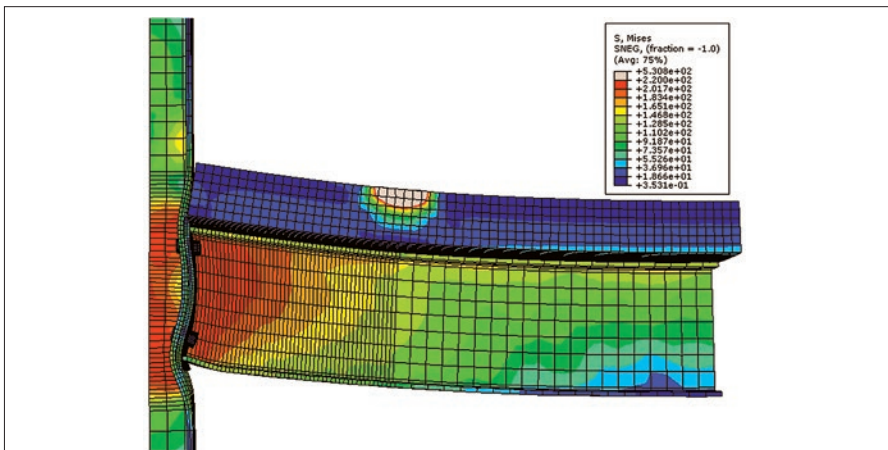 S, Mises
SNEG, (fraction = -1.0)
(Avg: 75%)
+5.308e+02
+2.200e+02
+2.017e+02
+1.834e+02
+1.651e+02
+1.468e+02
+1.285e+02
+1.102e+02
+9.187e+01
+7.357e+01
+5.526e+01
+3.696e+01
+1.866e+01
+3.531e-01